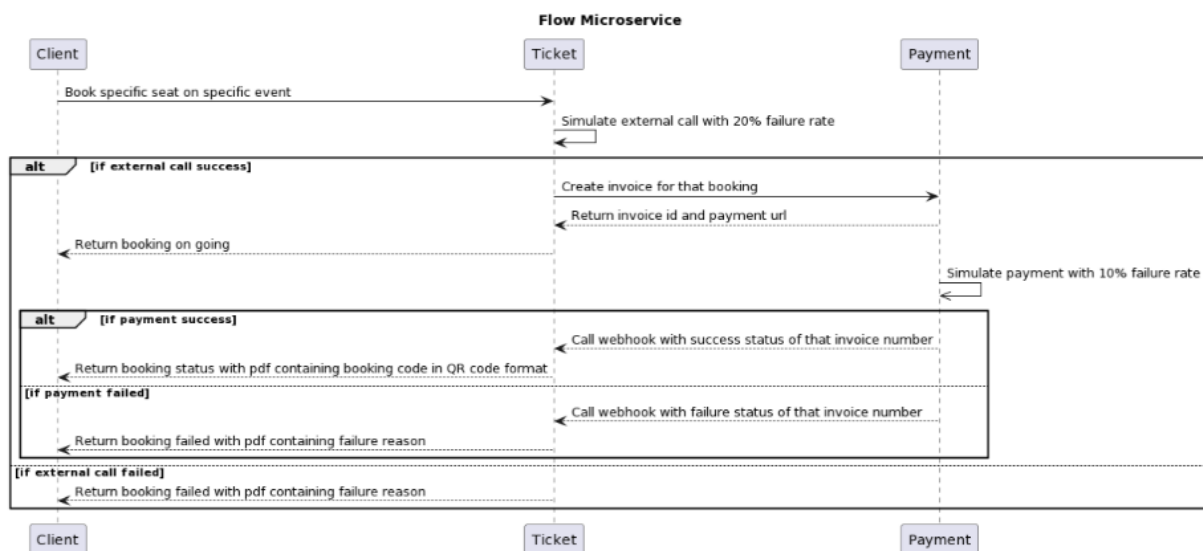 Flow Microservice
Client Ticket Payment
Book specific seat on specific event
Simulate external call with 20% failure rate
alt [if external call success]
Create invoice for that booking
Return invoice id and payment url
Return booking on going
Simulate payment with 10% failure rate
alt [if payment success]
Call webhook with success status of that invoice number
Return booking status with pdf containing booking code in QR code format
[if payment failed]
Call webhook with failure status of that invoice number
Return booking failed with pdf containing failure reason
[if external call failed]
Return booking failed with pdf containing failure reason
Client Ticket Payment